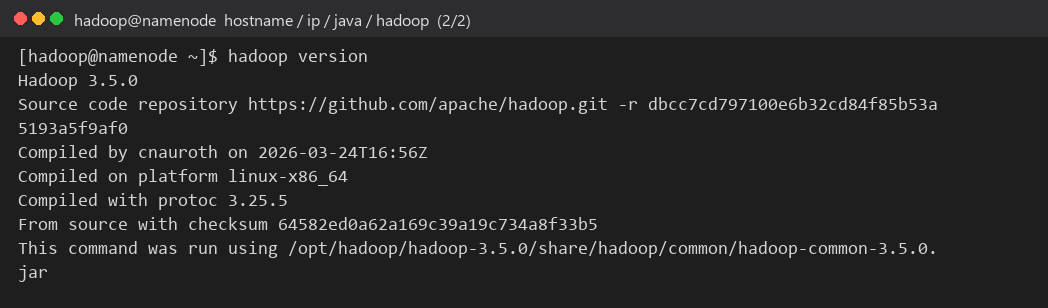 hadoop@namenode hostname / ip / java / hadoop (2/2)
[hadoop@namenode ~]$ hadoop version
Hadoop 3.5.0
Source code repository https://github.com/apache/hadoop.git -r dbcc7cd797100e6b32cd84f85b53a
5193a5f9af0
Compiled by cnauroth on 2026-03-24T16:56Z
Compiled on platform linux-x86_64
Compiled with protoc 3.25.5
From source with checksum 64582ed0a62a169c39a19c734a8f33b5
This command was run using /opt/hadoop/hadoop-3.5.0/share/hadoop/common/hadoop-common-3.5.0.
jar